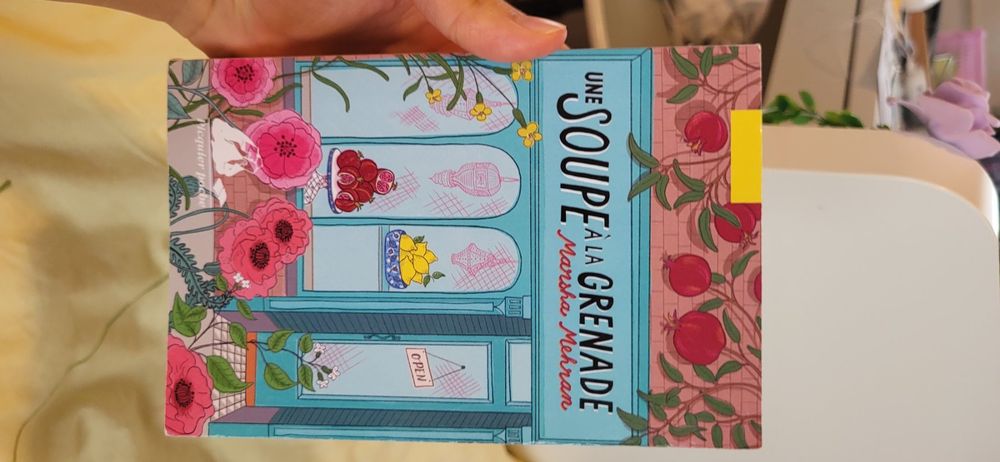 UNE SOUPE À LA GRENADE
Marsha Mehran
OPEN